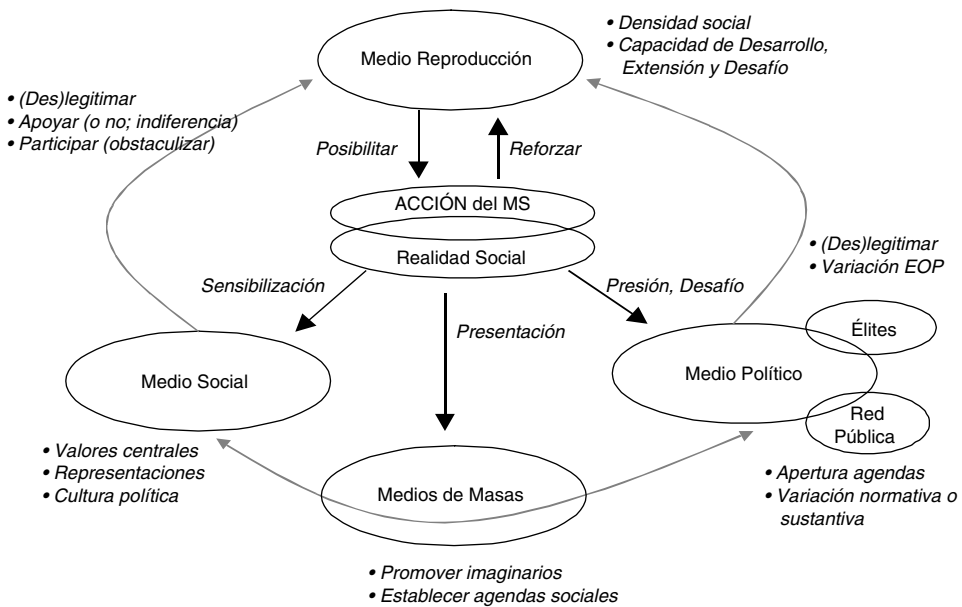 • Densidad social
• Capacidad de Desarrollo,
Extensión y Desafío
Medio Reproducción
• (Des)legitimar
• Apoyar (o no; indiferencia)
• Participar (obstaculizar)
Posibilitar
Reforzar
ACCIÓN del MS
Realidad Social
• (Des)legitimar
• Variación EOP
Sensibilización
Presión, Desafío
Presentación
Élites
Medio Social
Medio Político
Red
Pública
• Valores centrales
• Representaciones
• Cultura política
• Apertura agendas
• Variación normativa o
sustantiva
Medios de Masas
• Promover imaginarios
• Establecer agendas sociales